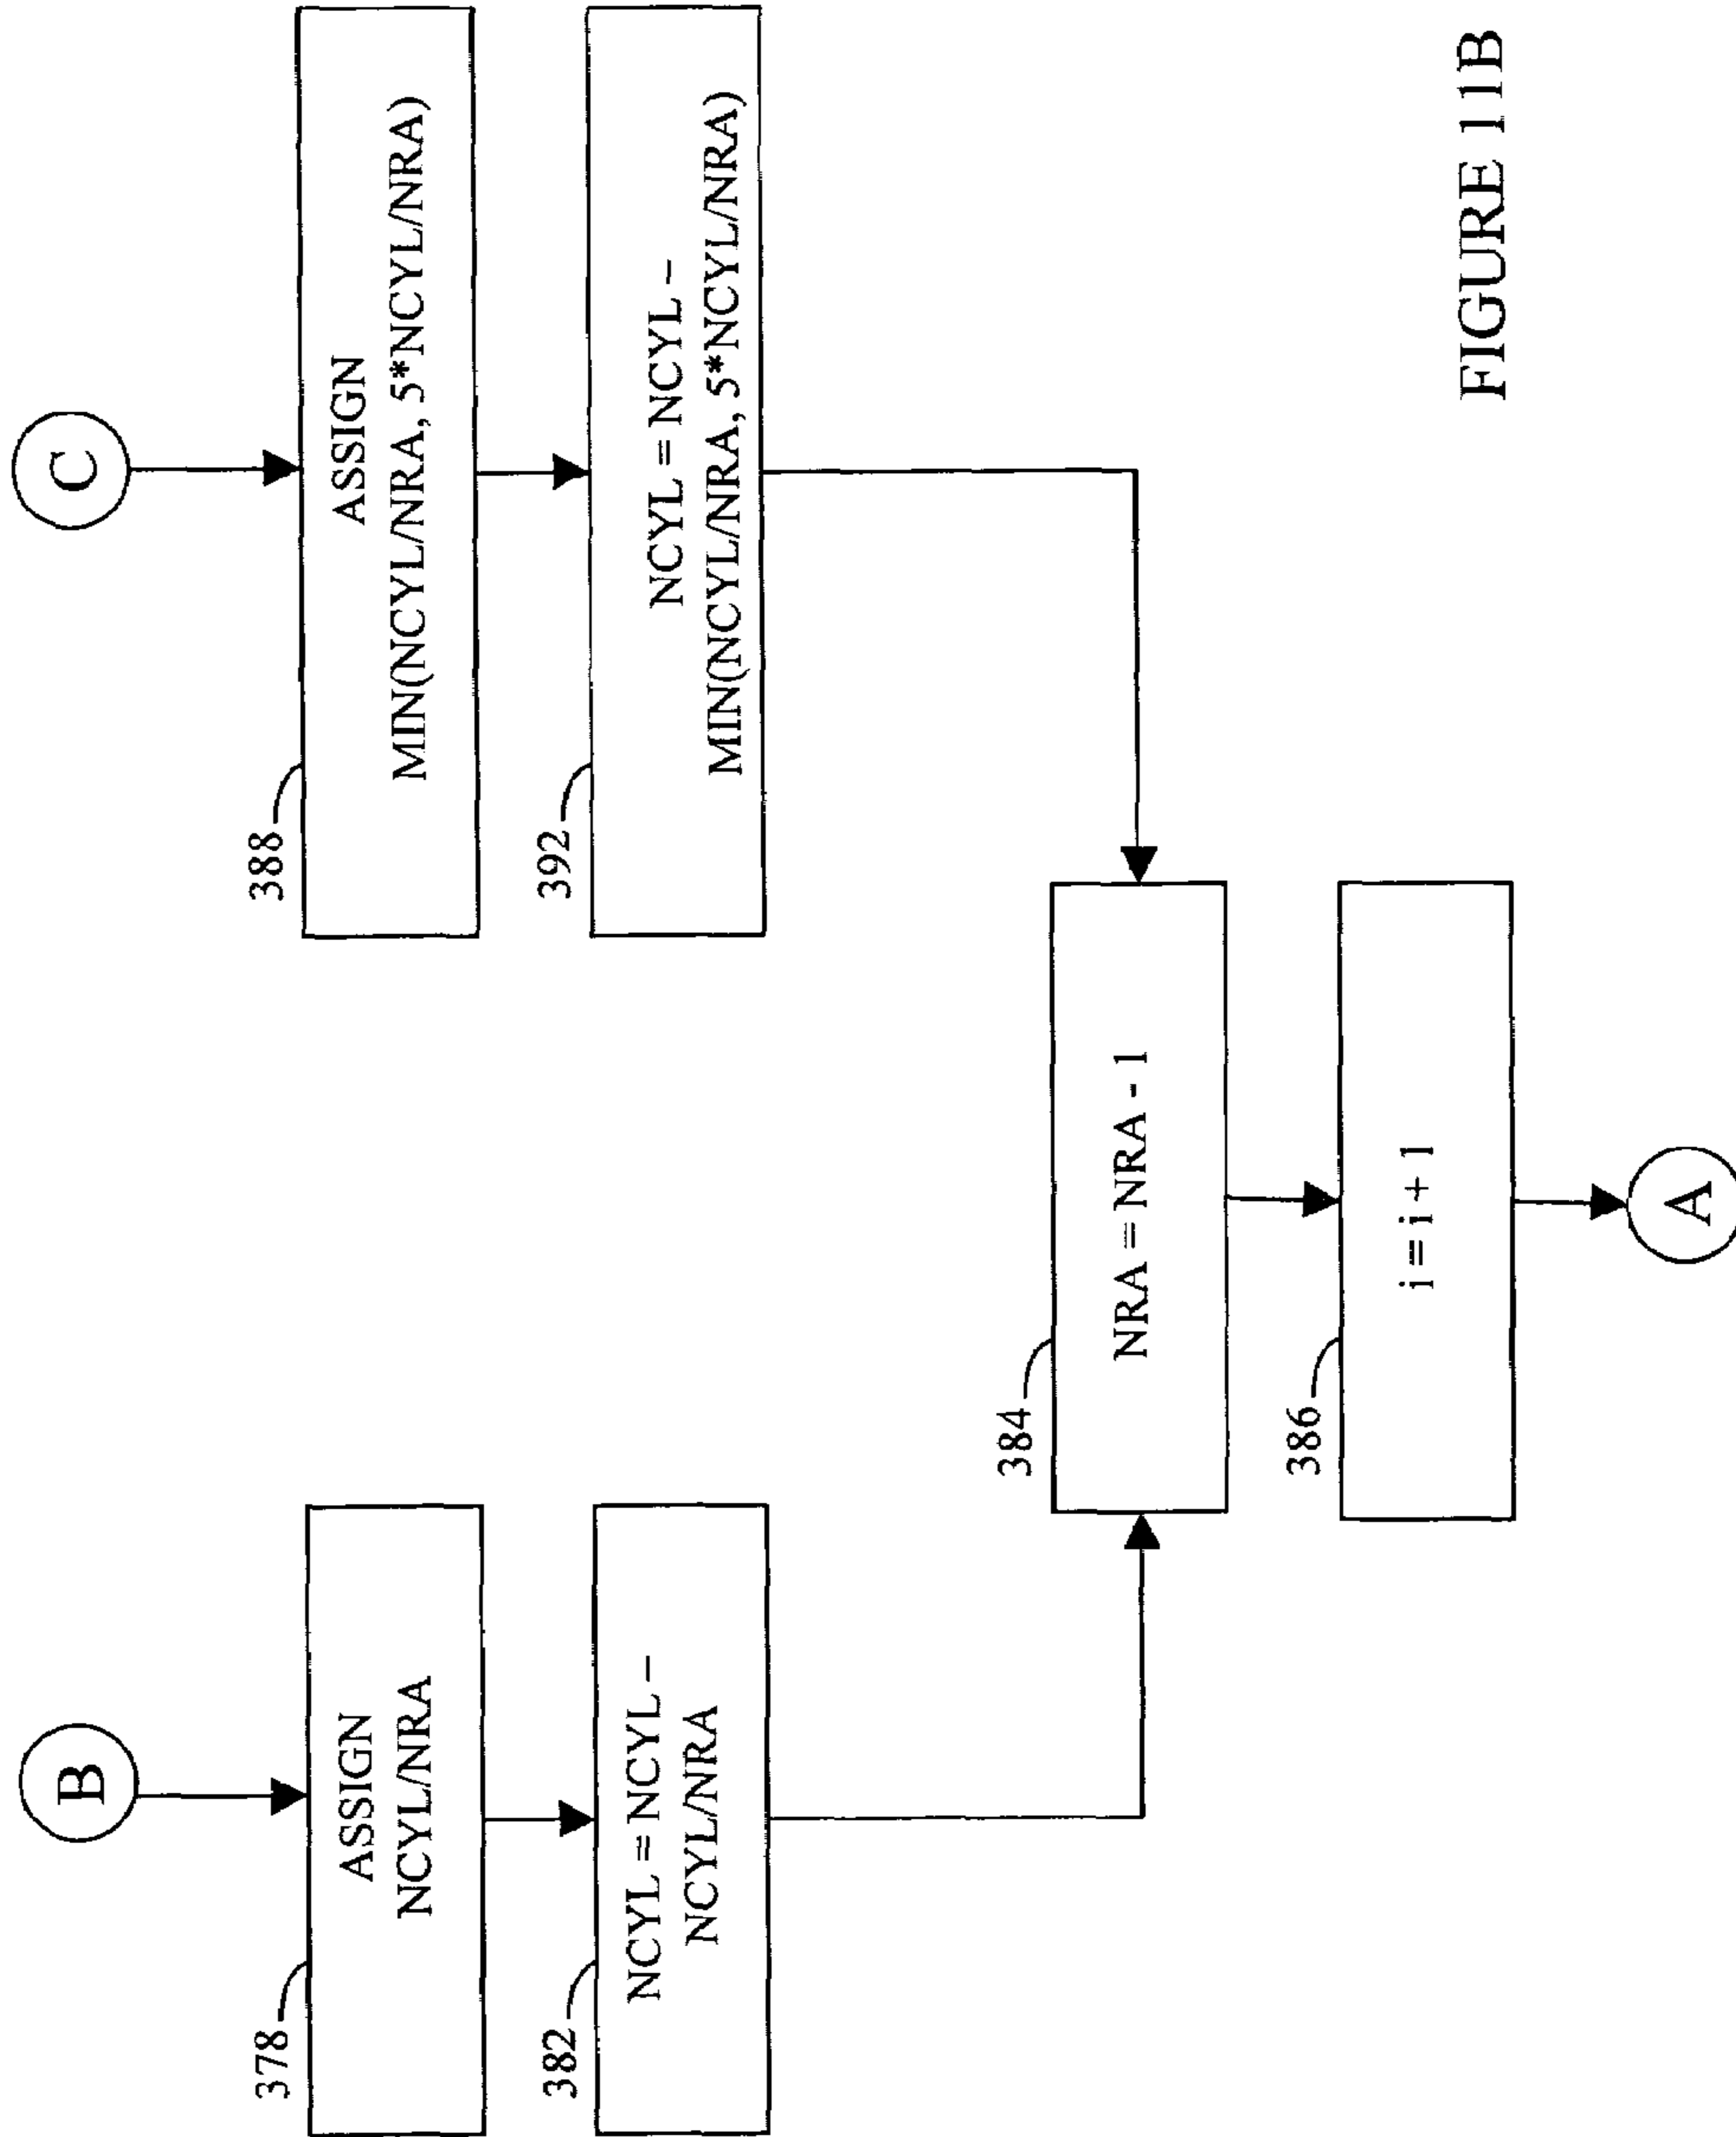 B
378
ASSIGN
NCYL/NRA
382
NCYL = NCYL –
NCYL/NRA
C
388
ASSIGN
MIN(NCYL/NRA, 5*NCYL/NRA)
392
NCYL = NCYL –
MIN(NCYL/NRA, 5*NCYL/NRA)
384
NRA = NRA - 1
386
i = i + 1
A
FIGURE 11B